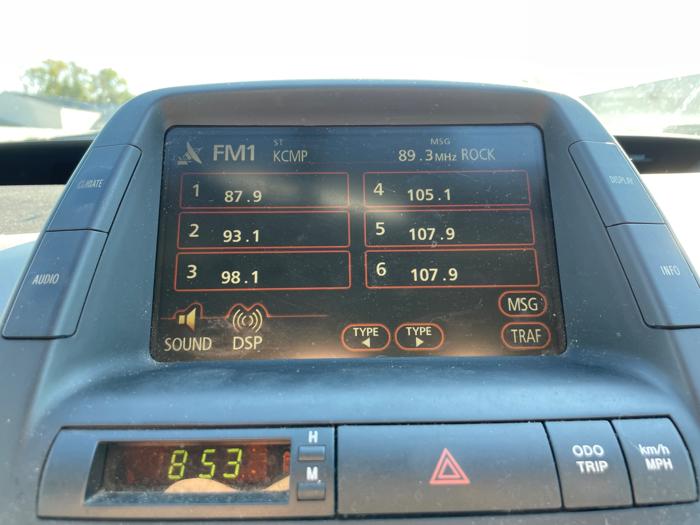 ST MSG
FM1 KCMP 89.3MHz ROCK
1 87.9 4 105.1
2 93.1 5 107.9
3 98.1 6 107.9
MSG
SOUND DSP TYPE TYPE TRAF
CLIMATE
AUDIO
DISPLAY
INFO
8:53
H
M
ODO
TRIP
km/h
MPH